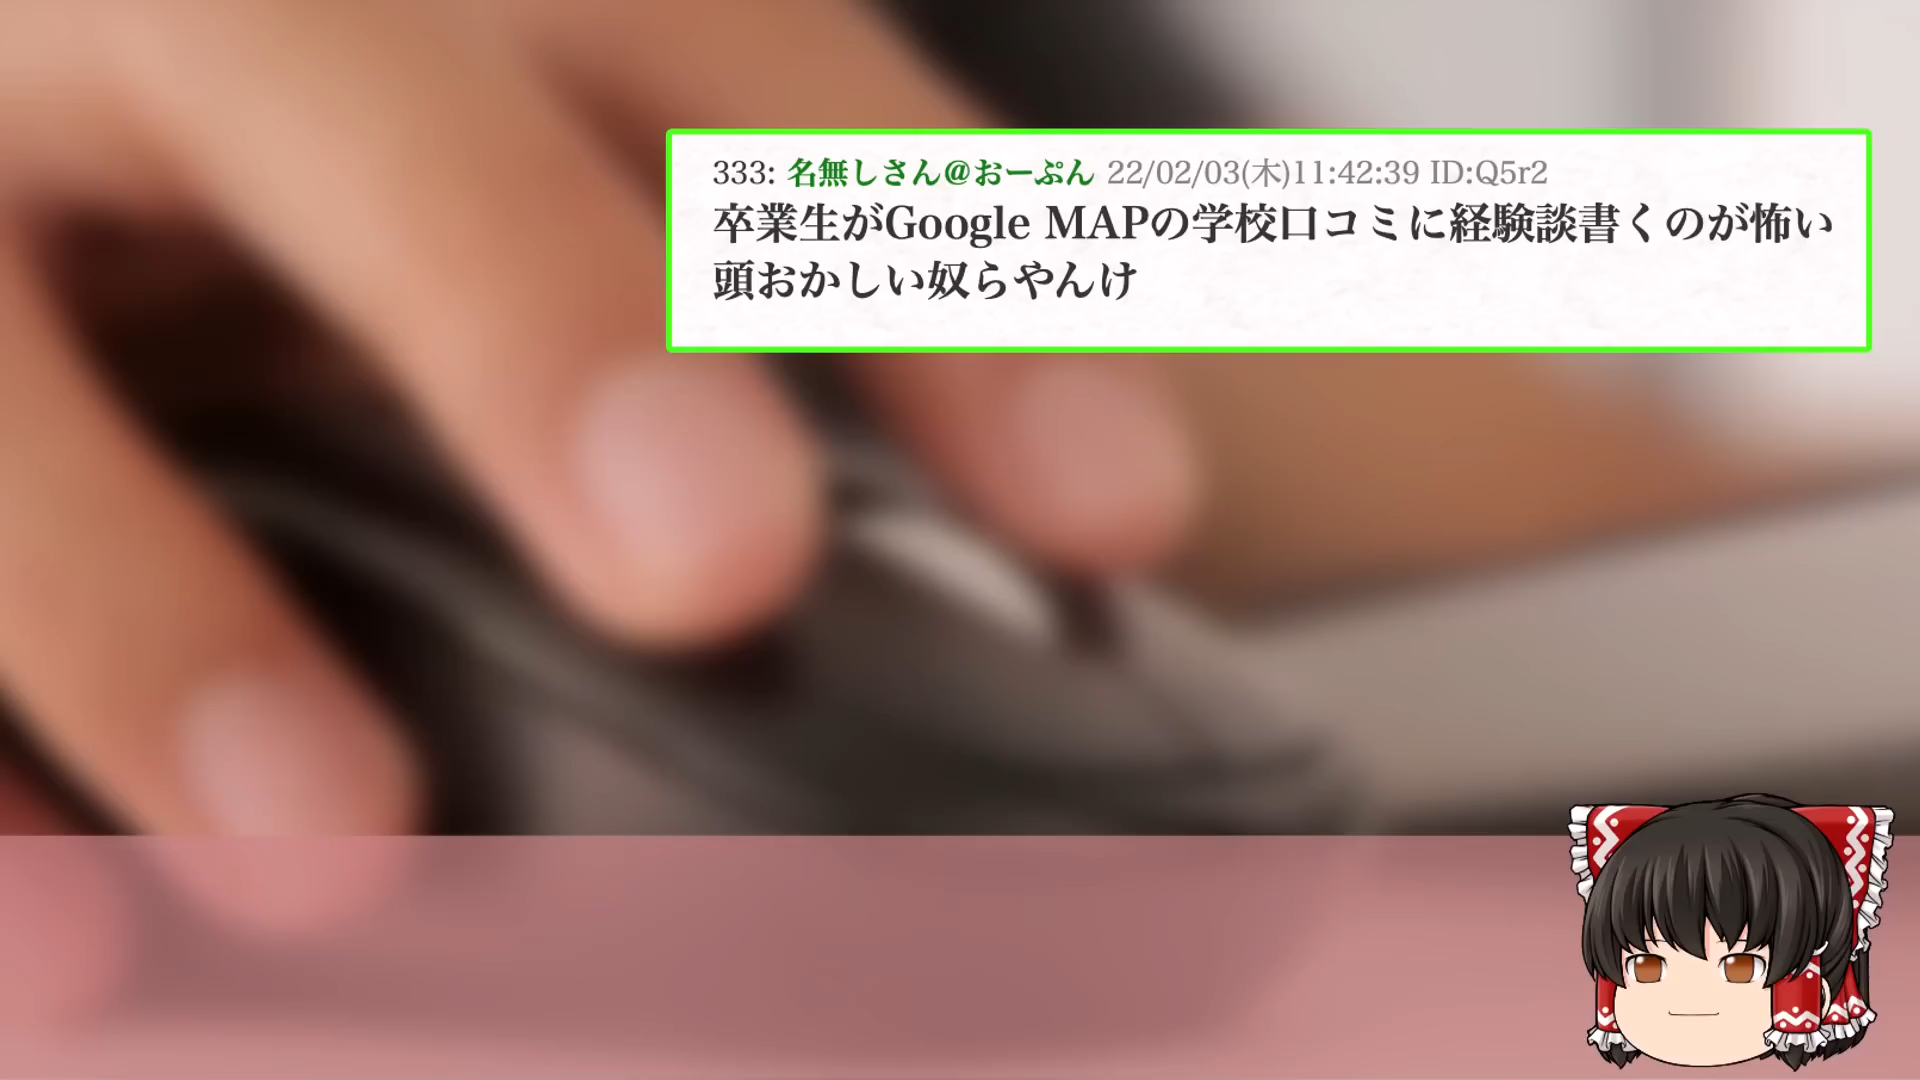 333: 名無しさん@おーぷん 22/02/03(木)11:42:39 ID:Q5r2
卒業生がGoogle MAPの学校口コミに経験談書くのが怖い
頭おかしい奴らやんけ